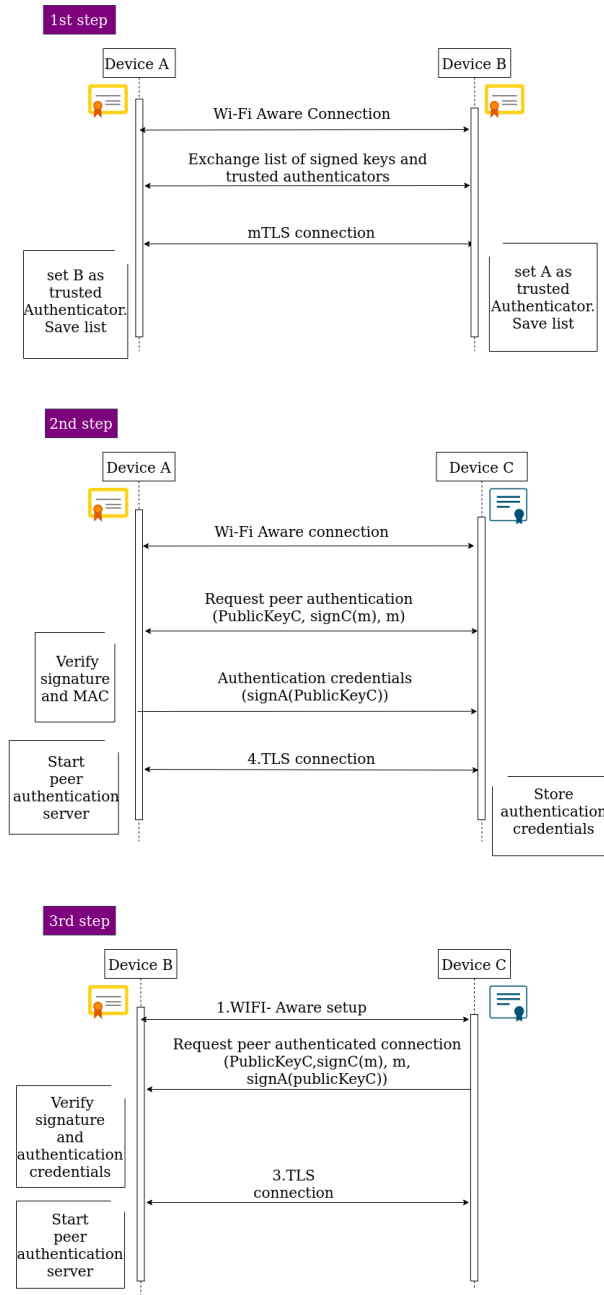 1st step
Device A
Device B
Wi-Fi Aware Connection
Exchange list of signed keys and
trusted authenticators
mTLS connection
set B as
trusted
Authenticator.
Save list
set A as
trusted
Authenticator.
Save list
2nd step
Device A
Device C
Wi-Fi Aware connection
Request peer authentication
(PublicKeyC, signC(m), m)
Verify
signature
and MAC
Authentication credentials
(signA(PublicKeyC))
Start
peer
authentication
server
4.TLS connection
Store
authentication
credentials
3rd step
Device B
Device C
1.WIFI- Aware setup
Request peer authenticated connection
(PublicKeyC,signC(m), m,
signA(publicKeyC))
Verify
signature
and
authentication
credentials
3.TLS
connection
Start
peer
authentication
server